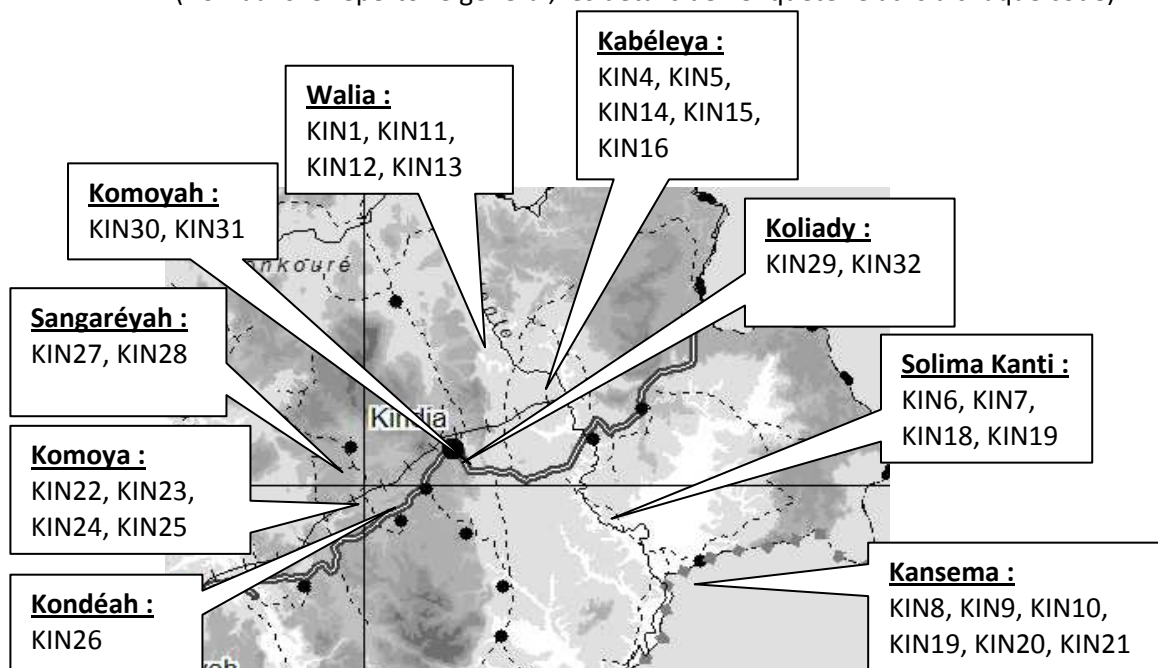 Kabéleya :
KIN4, KIN5,
KIN14, KIN15,
KIN16
Walia :
KIN1, KIN11,
KIN12, KIN13
Komoyah :
KIN30, KIN31
Koliady :
KIN29, KIN32
onkouré
Sangaréyah :
KIN27, KIN28
Solima Kanti :
KIN6, KIN7,
KIN18, KIN19
Kindia
Komoya :
KIN22, KIN23,
KIN24, KIN25
Kansema :
KIN8, KIN9, KIN10,
KIN19, KIN20, KIN21
Kondéah :
KIN26